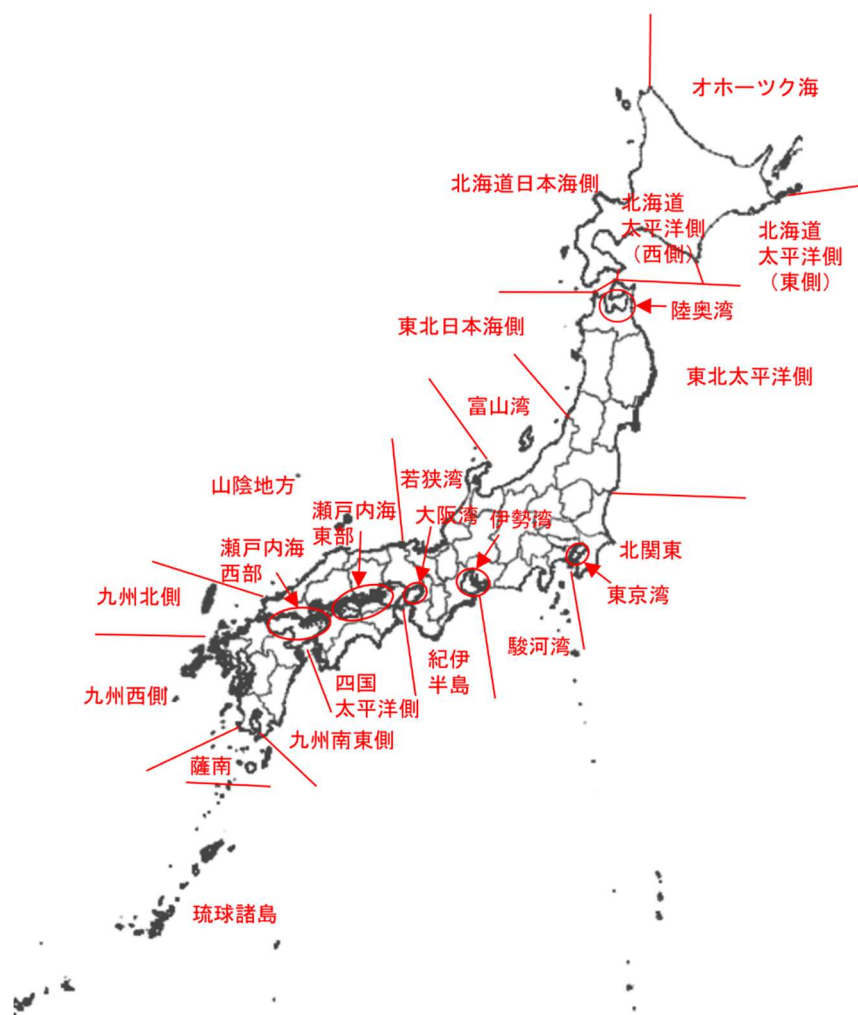 オホーツク海
北海道日本海側
北海道
太平洋側
（西側）
北海道
太平洋側
（東側）
陸奥湾
東北日本海側
東北太平洋側
富山湾
若狭湾
山陰地方
大阪湾
伊勢湾
瀬戸内海
東部
瀬戸内海
西部
北関東
東京湾
九州北側
駿河湾
紀伊
半島
四国
太平洋側
九州西側
九州南東側
薩南
琉球諸島